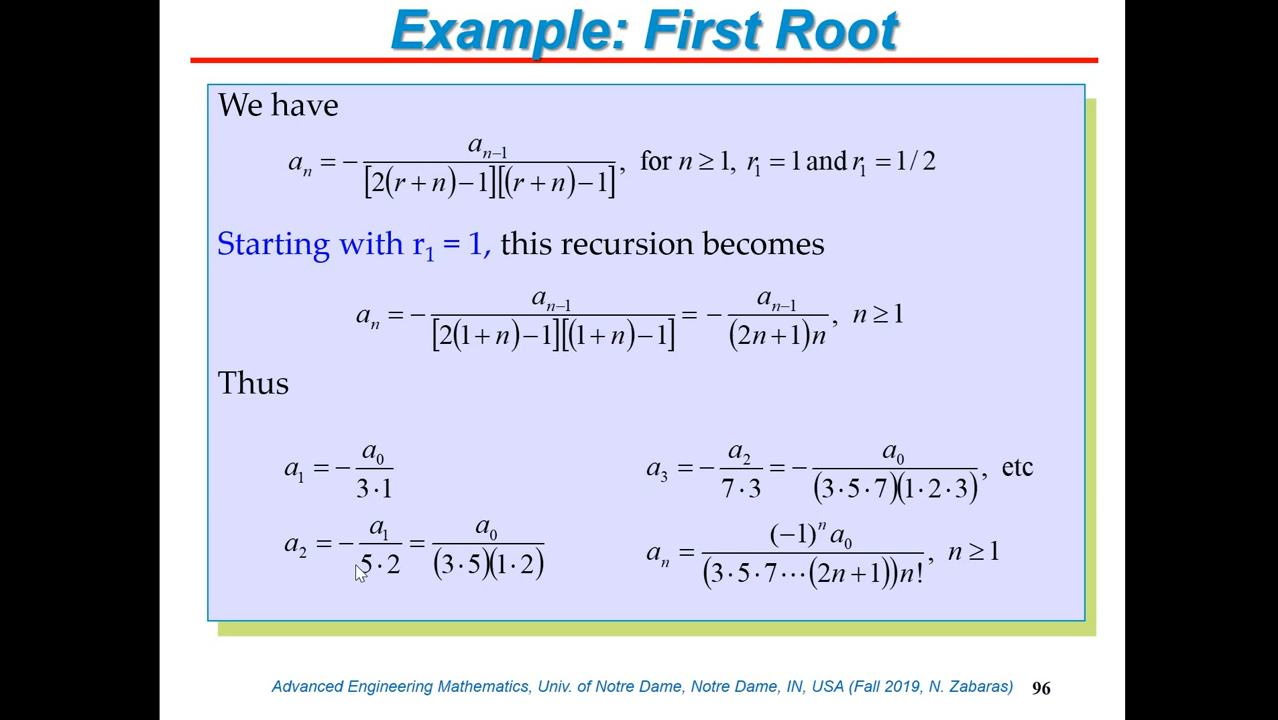 Example: First Root
We have
a_n = − a_{n−1} / [2(r + n) − 1][(r + n) − 1], for n ≥ 1, r_1 = 1 and r_1 = 1/2
Starting with r_1 = 1, this recursion becomes
a_n = − a_{n−1} / [2(1 + n) − 1][(1 + n) − 1] = − a_{n−1} / (2n + 1)n, n ≥ 1
Thus
a_1 = − a_0 / 3·1
a_2 = − a_1 / 5·2 = a_0 / (3·5)(1·2)
a_3 = − a_2 / 7·3 = − a_0 / (3·5·7)(1·2·3), etc
a_n = (−1)^n a_0 / (3·5·7⋯(2n + 1))n!, n ≥ 1
Advanced Engineering Mathematics, Univ. of Notre Dame, Notre Dame, IN, USA (Fall 2019, N. Zabaras) 96